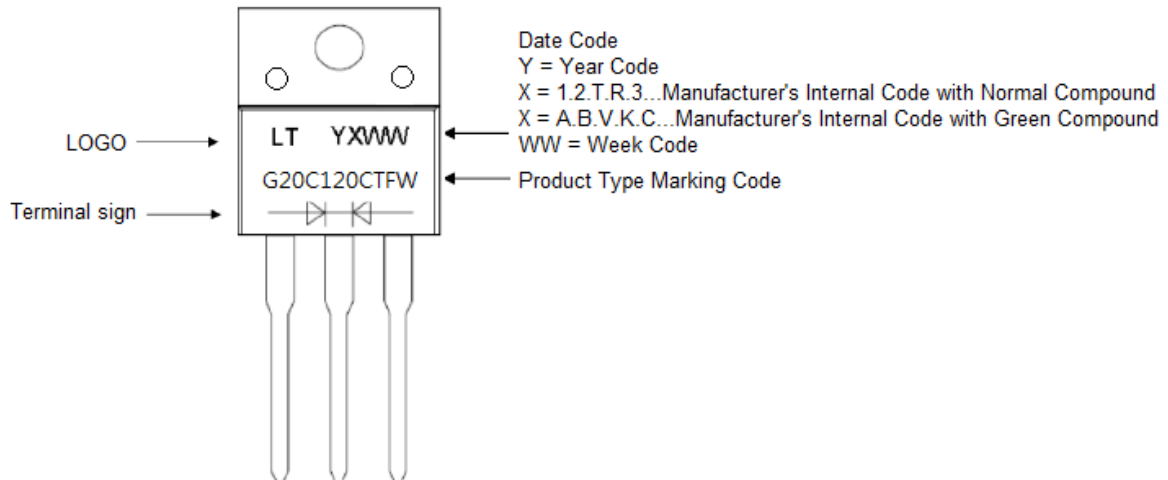 Date Code
Y = Year Code
X = 1.2.T.R.3...Manufacturer's Internal Code with Normal Compound
X = A.B.V.K.C...Manufacturer's Internal Code with Green Compound
WW = Week Code
LOGO
LT YXWW
G20C120CTFW
Product Type Marking Code
Terminal sign